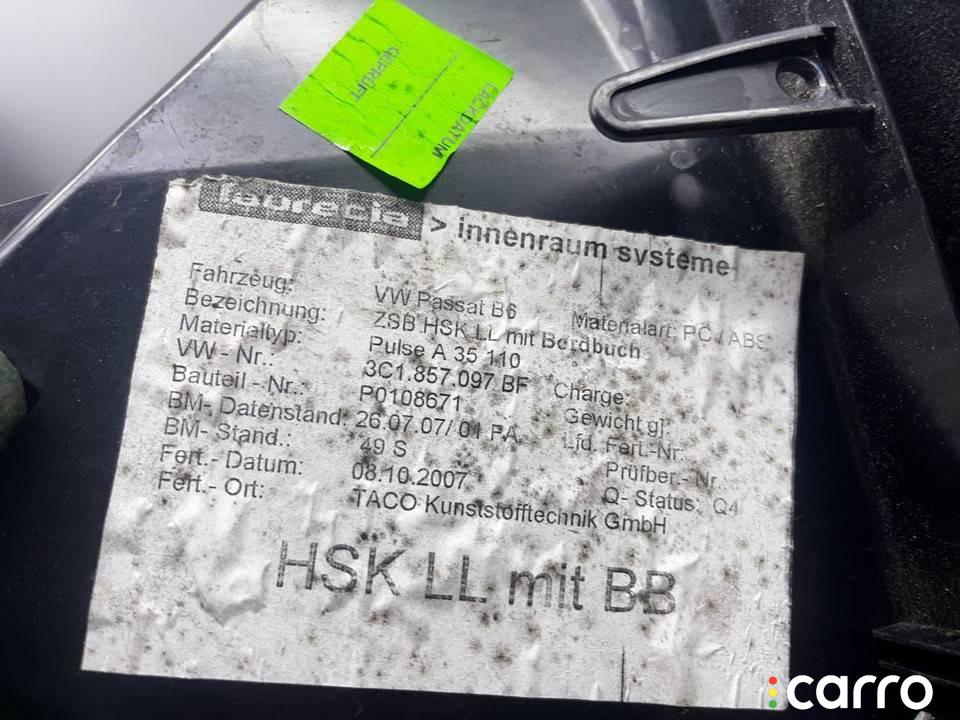 GEPRÜFT
LACKDATUM
faurecia > innenraum systeme
Fahrzeug: VW Passat B6 Materialart: PC / ABS
Bezeichnung: ZSB HSK LL mit Bordbuch
Materialtyp: Pulse A 35 110
VW - Nr.: 3C1.857.097 BF Charge:
Bauteil - Nr.: P0108671 Gewicht g]:
BM- Datenstand: 26.07.07/ 01 PA Lfd. Fert.-Nr:
BM- Stand.: 49 S Prüfber.- Nr.:
Fert.- Datum: 08.10.2007 Q- Status: Q4
Fert.- Ort: TACO Kunststofftechnik GmbH
HSK LL mit BB
carro